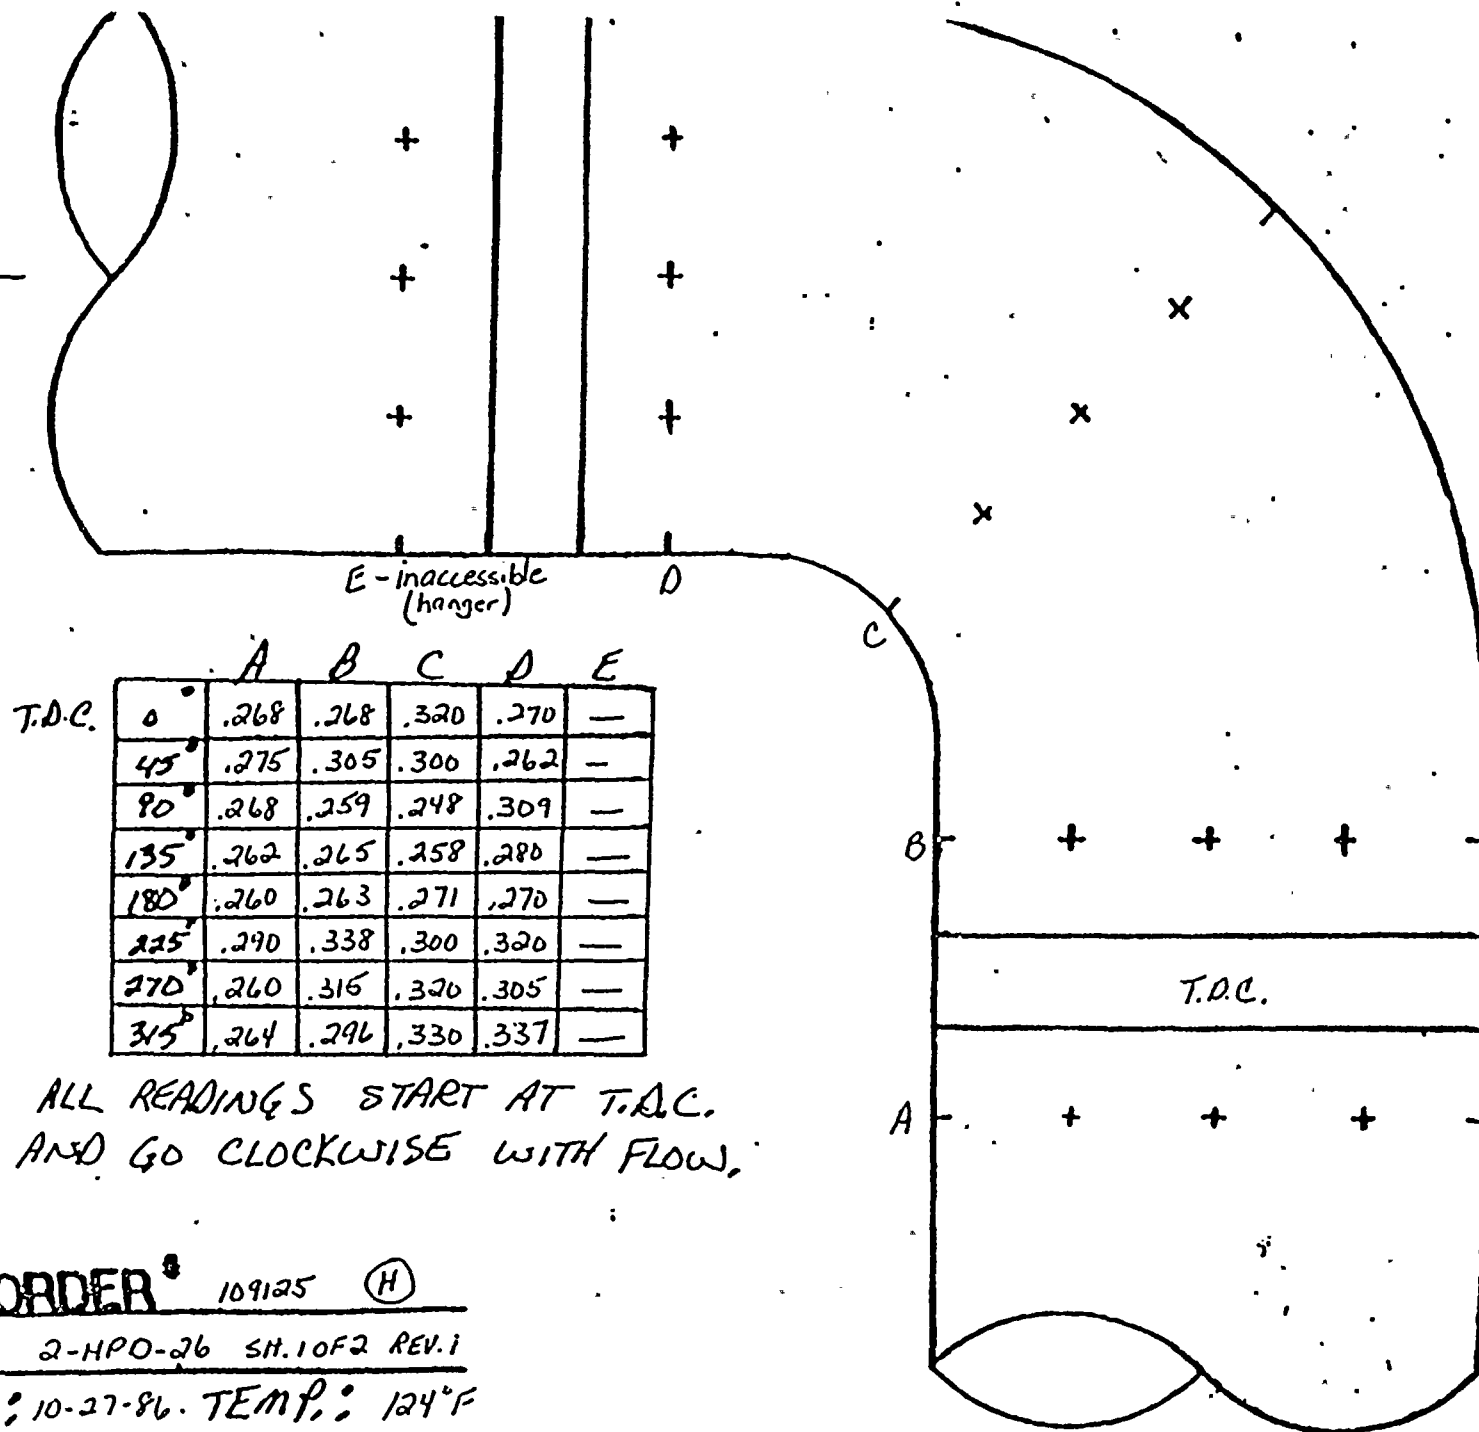 E - inaccessible
(hanger)
D
C
A B C D E
T.D.C. 0° .268 .268 .320 .270 —
45° .275 .305 .300 .262 —
90° .268 .259 .248 .309 —
135° .262 .265 .258 .280 —
180° .260 .263 .271 .270 —
225° .290 .338 .300 .320 —
270° .260 .315 .320 .305 —
315° .264 .296 .330 .337 —
B
T.D.C.
A
ALL READINGS START AT T.D.C.
AND GO CLOCKWISE WITH FLOW.
ORDER: 109125 H
2-HPD-26 SH. 1 OF 2 REV. 1
: 10-27-86. TEMP.: 124°F